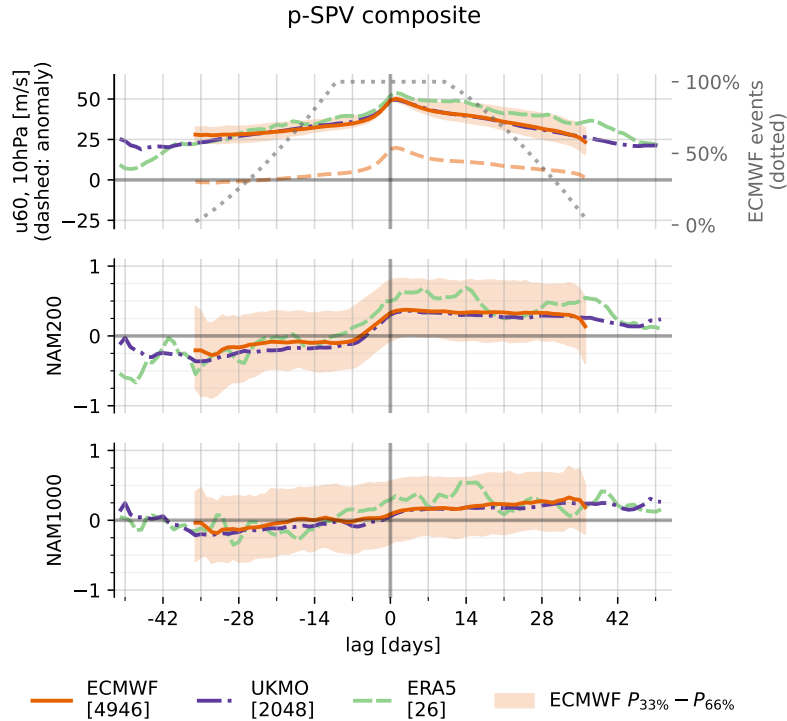 p-SPV composite
u60, 10hPa [m/s]
(dashed: anomaly)
50
25
0
−25
100%
50%
0%
ECMWF events
(dotted)
NAM200
1
0
−1
NAM1000
1
0
−1
-42
-28
-14
0
14
28
42
lag [days]
ECMWF
[4946]
UKMO
[2048]
ERA5
[26]
ECMWF P33% − P66%